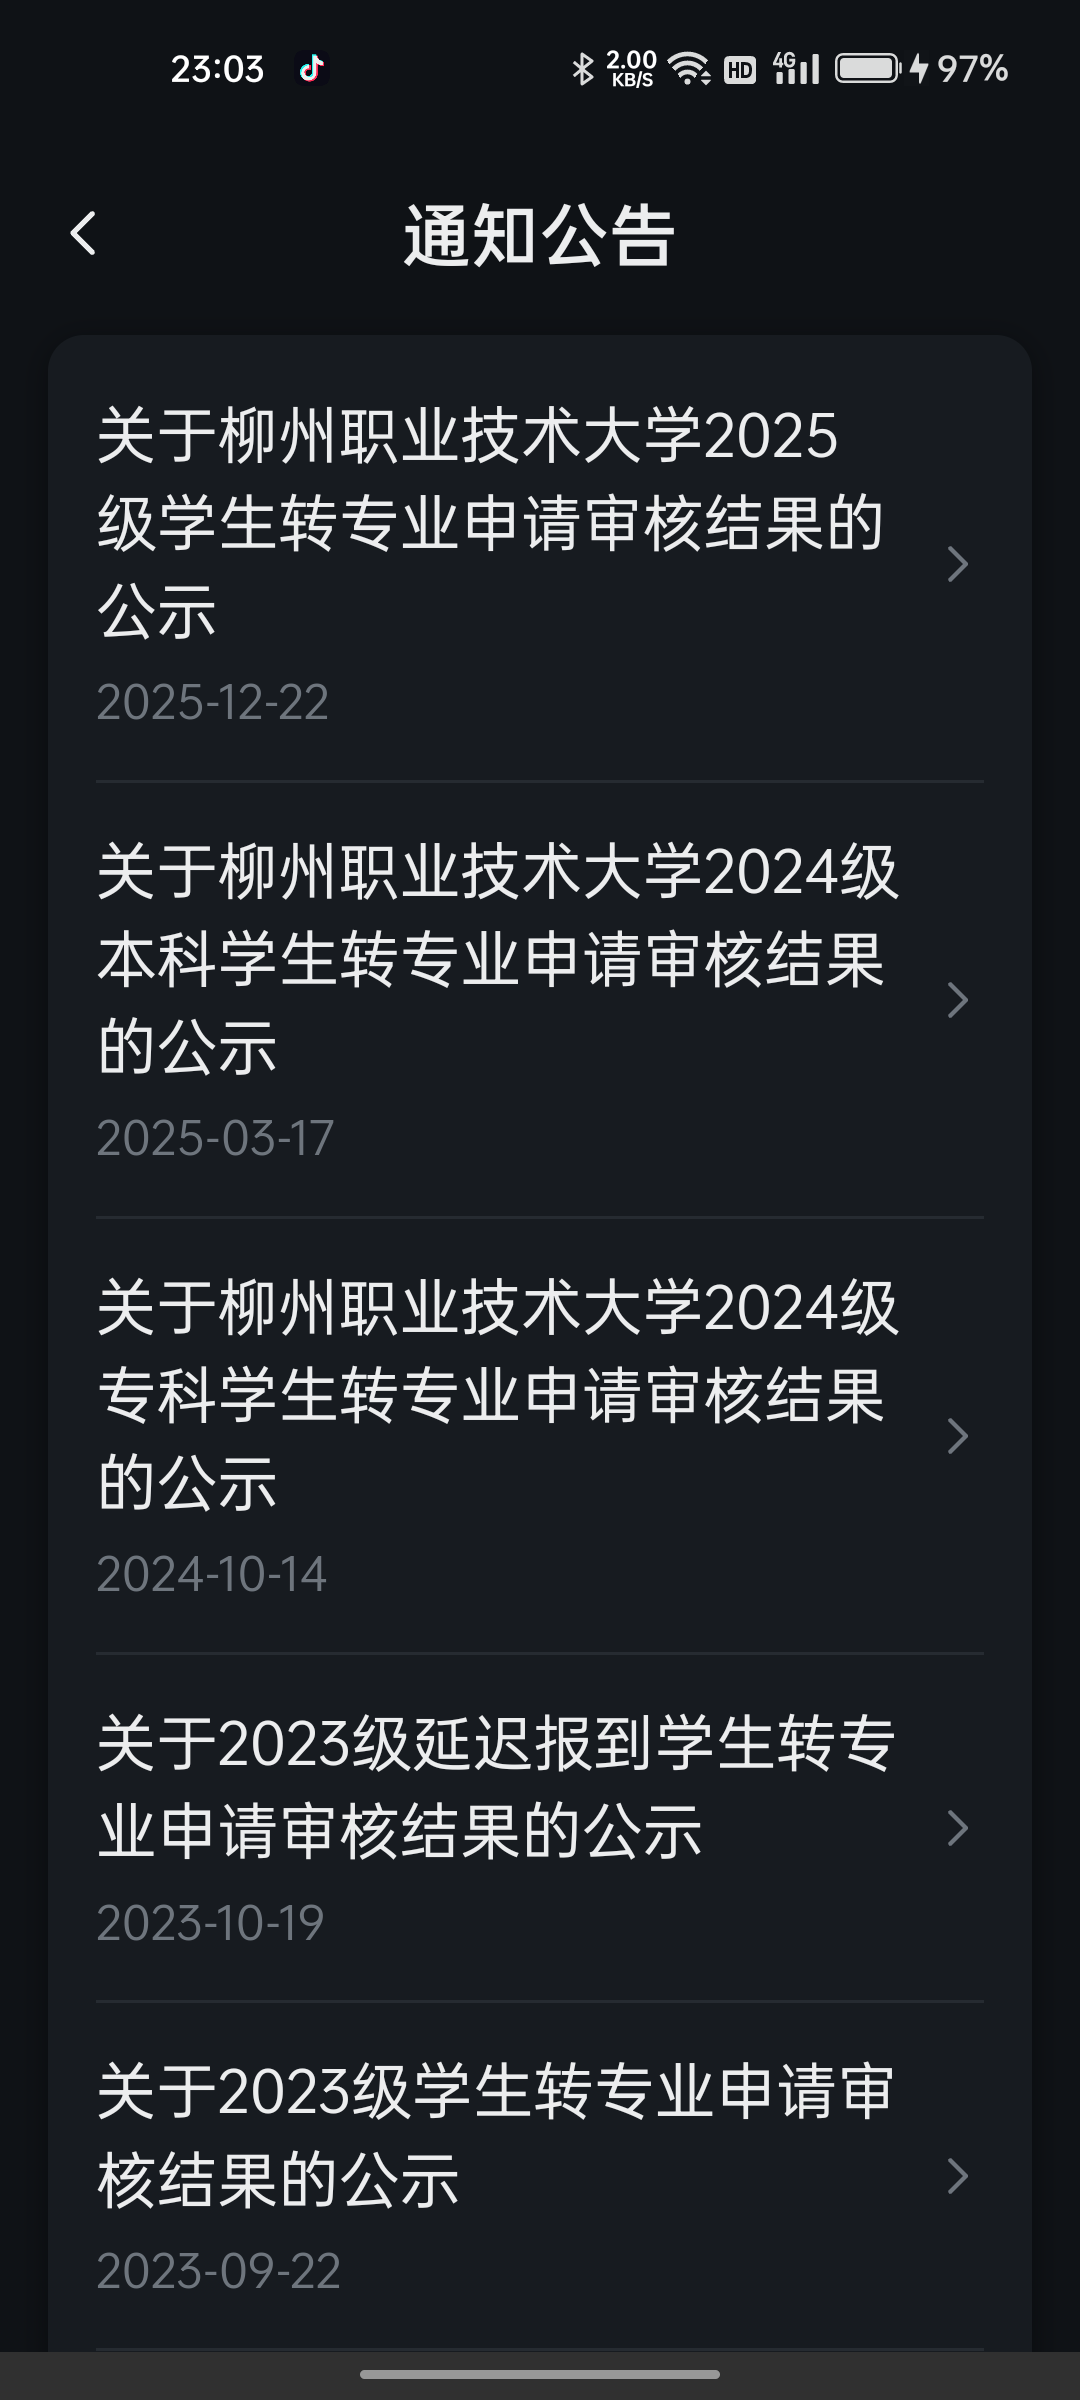 23:03
2.00
KB/S
HD
4G
97%
通知公告
关于柳州职业技术大学2025
级学生转专业申请审核结果的
公示
2025-12-22
关于柳州职业技术大学2024级
本科学生转专业申请审核结果
的公示
2025-03-17
关于柳州职业技术大学2024级
专科学生转专业申请审核结果
的公示
2024-10-14
关于2023级延迟报到学生转专
业申请审核结果的公示
2023-10-19
关于2023级学生转专业申请审
核结果的公示
2023-09-22